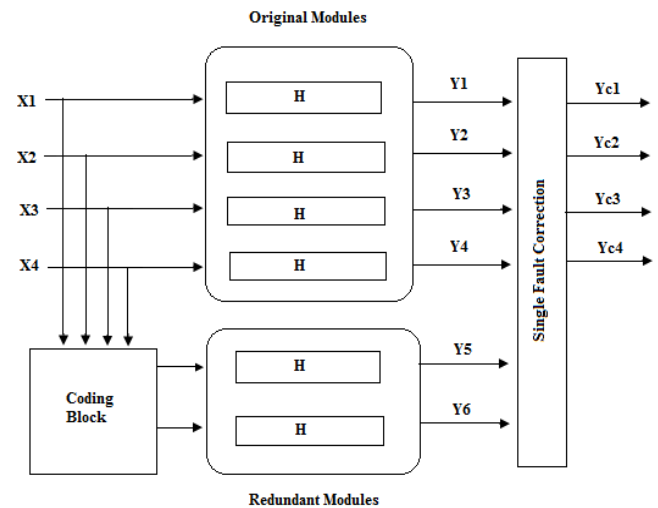 Original Modules
X1
H
Y1
Yc1
X2
H
Y2
Yc2
X3
H
Y3
Yc3
X4
H
Y4
Yc4
Single Fault Correction
Coding
Block
H
Y5
H
Y6
Redundant Modules